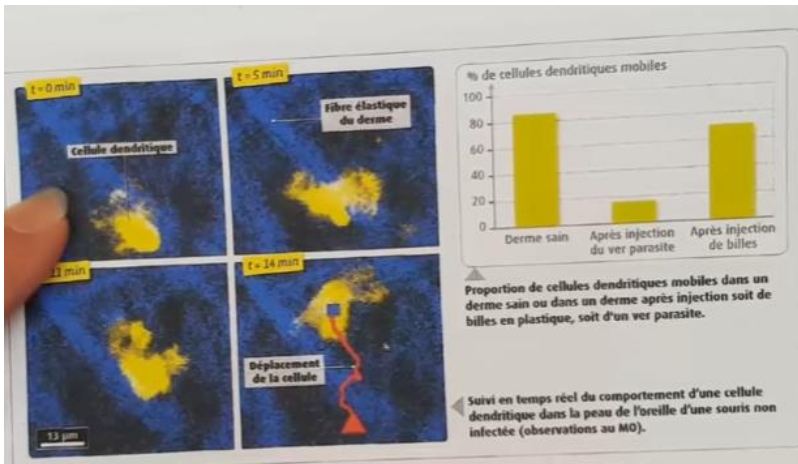 t = 0 min
Cellule dendritique
t = 5 min
Fibre élastique
du derme
min
t = 14 min
Déplacement
de la cellule
13 µm
% de cellules dendritiques mobiles
100
80
60
40
20
0
Derme sain
Après injection
du ver parasite
Après injection
de billes
Proportion de cellules dendritiques mobiles dans un
derme sain ou dans un derme après injection soit de
billes en plastique, soit d'un ver parasite.
Suivi en temps réel du comportement d'une cellule
dendritique dans la peau de l'oreille d'une souris non
infectée (observations au MO).